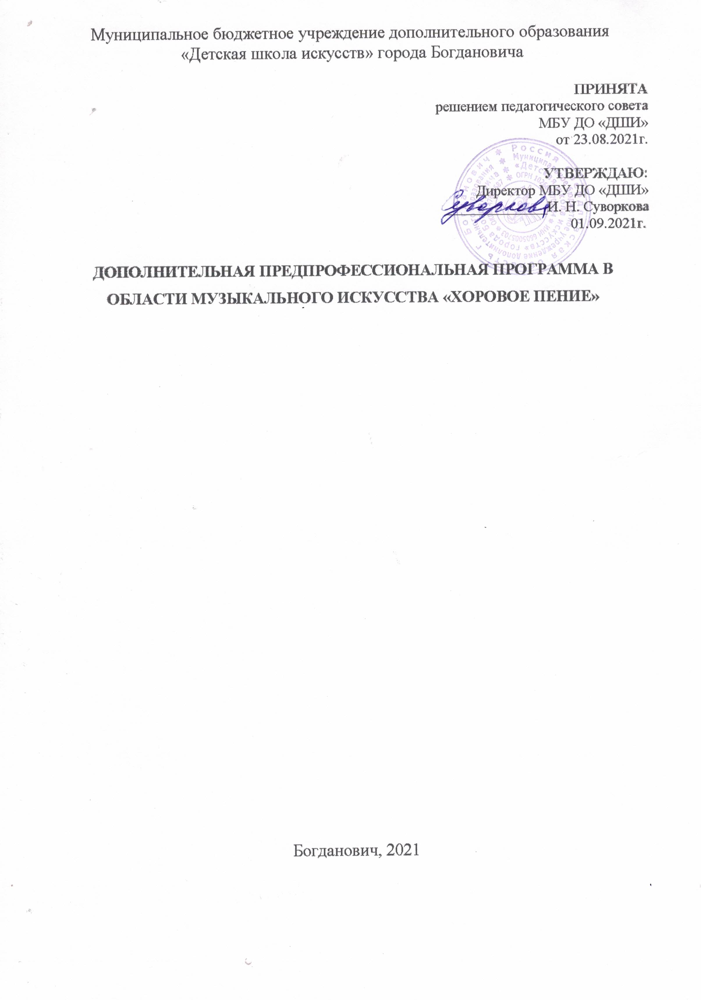 Муниципальное бюджетное учреждение дополнительного образования
«Детская школа искусств» города Богдановича
ПРИНЯТА
решением педагогического совета
МБУ ДО «ДШИ»
от 23.08.2021г.
УТВЕРЖДАЮ:
Директор МБУ ДО «ДШИ»
Суворкова И. Н. Суворкова
01.09.2021г.
ДОПОЛНИТЕЛЬНАЯ ПРЕДПРОФЕССИОНАЛЬНАЯ ПРОГРАММА В
ОБЛАСТИ МУЗЫКАЛЬНОГО ИСКУССТВА «ХОРОВОЕ ПЕНИЕ»
Богданович, 2021